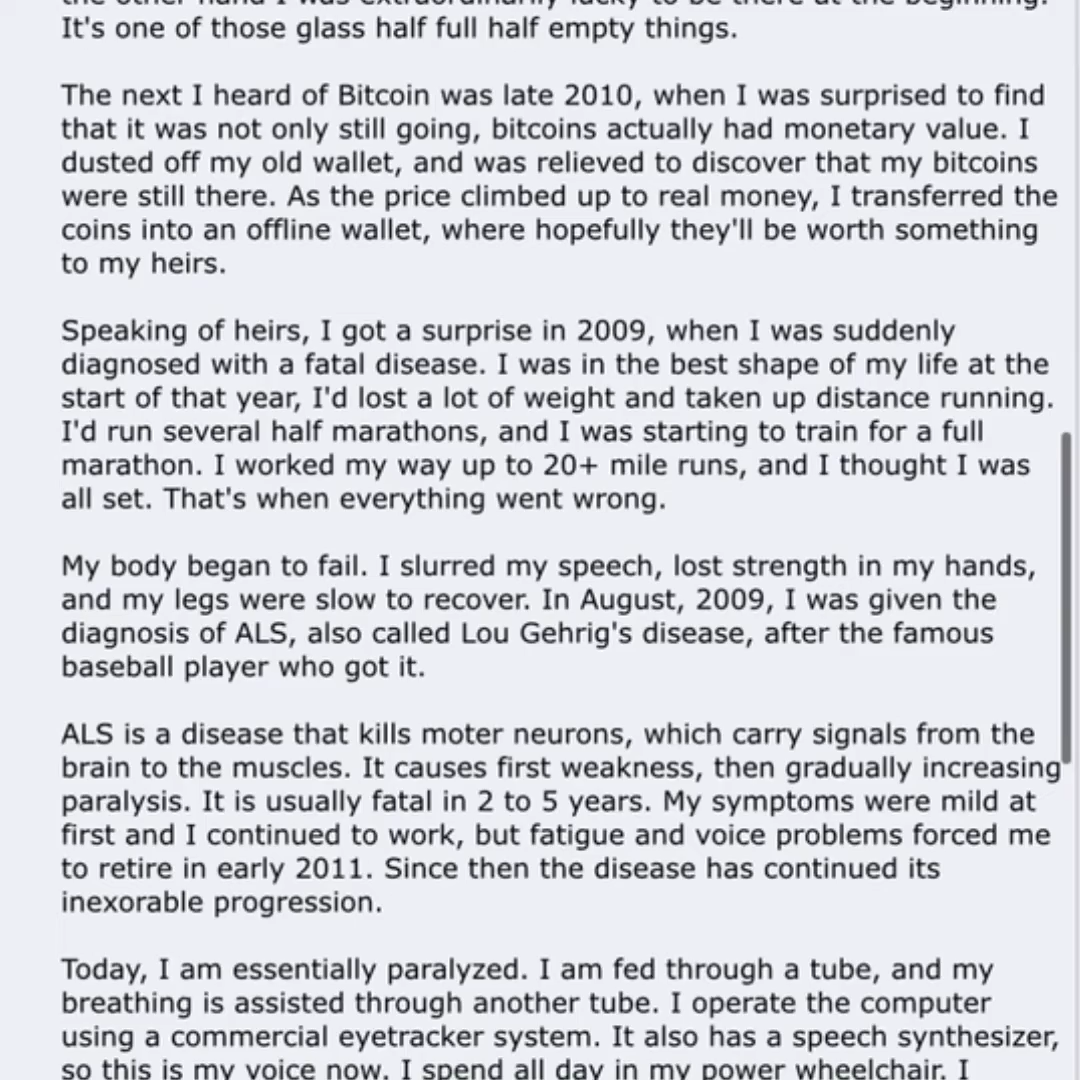 It's one of those glass half full half empty things.
The next I heard of Bitcoin was late 2010, when I was surprised to find
that it was not only still going, bitcoins actually had monetary value. I
dusted off my old wallet, and was relieved to discover that my bitcoins
were still there. As the price climbed up to real money, I transferred the
coins into an offline wallet, where hopefully they'll be worth something
to my heirs.
Speaking of heirs, I got a surprise in 2009, when I was suddenly
diagnosed with a fatal disease. I was in the best shape of my life at the
start of that year, I'd lost a lot of weight and taken up distance running.
I'd run several half marathons, and I was starting to train for a full
marathon. I worked my way up to 20+ mile runs, and I thought I was
all set. That's when everything went wrong.
My body began to fail. I slurred my speech, lost strength in my hands,
and my legs were slow to recover. In August, 2009, I was given the
diagnosis of ALS, also called Lou Gehrig's disease, after the famous
baseball player who got it.
ALS is a disease that kills moter neurons, which carry signals from the
brain to the muscles. It causes first weakness, then gradually increasing
paralysis. It is usually fatal in 2 to 5 years. My symptoms were mild at
first and I continued to work, but fatigue and voice problems forced me
to retire in early 2011. Since then the disease has continued its
inexorable progression.
Today, I am essentially paralyzed. I am fed through a tube, and my
breathing is assisted through another tube. I operate the computer
using a commercial eyetracker system. It also has a speech synthesizer,
so this is my voice now. I spend all day in my power wheelchair. I